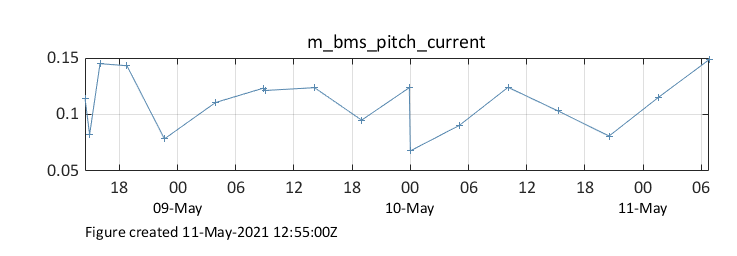 m_bms_pitch_current
0.15
0.1
0.05
18 00 06 12 18 00 06 12 18 00 06
09-May 10-May 11-May
Figure created 11-May-2021 12:55:00Z